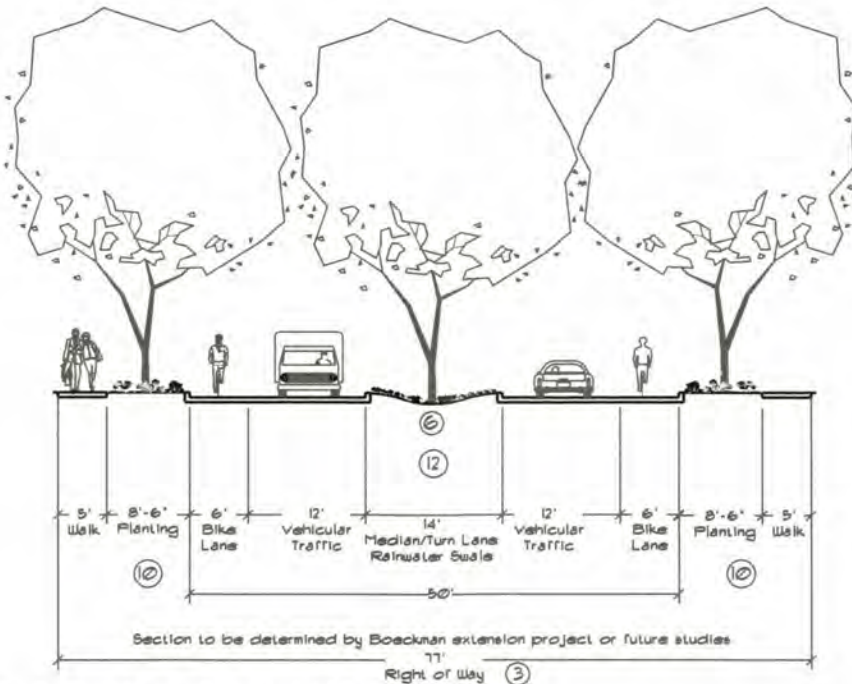 6
12
5' 8'-6" 6' 12' 14' 12' 6' 8'-6" 5'
Walk Planting Bike Lane Vehicular Traffic Median/Turn Lane Rainwater Swale Vehicular Traffic Bike Lane Planting Walk
10 10
50'
Section to be determined by Boeckman extension project or future studies
77'
Right of Way 3